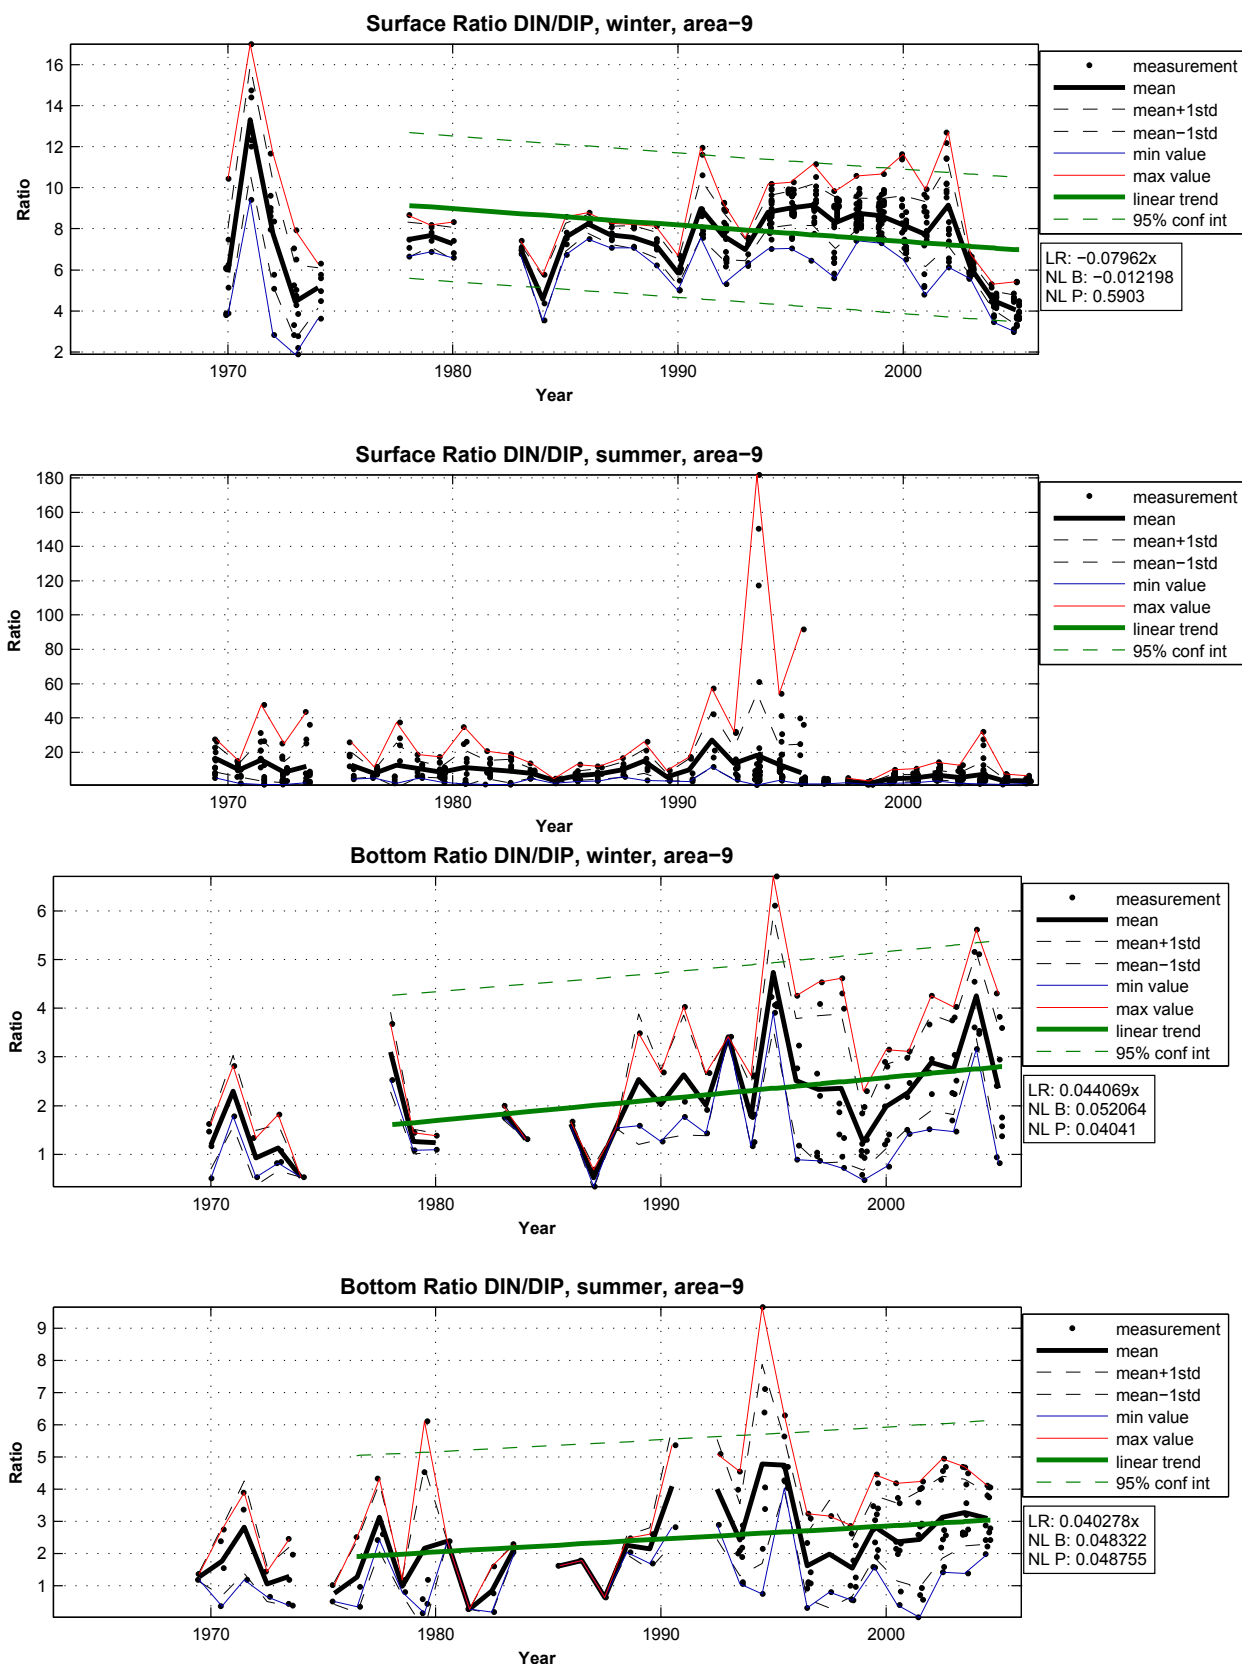 Surface Ratio DIN/DIP, winter, area−9
16
14
12
10
8
6
4
2
Ratio
1970
1980
1990
2000
Year
measurement
mean
mean+1std
mean−1std
min value
max value
linear trend
95% conf int
LR: −0.07962x
NL B: −0.012198
NL P: 0.5903
Surface Ratio DIN/DIP, summer, area−9
180
160
140
120
100
80
60
40
20
Ratio
1970
1980
1990
2000
Year
measurement
mean
mean+1std
mean−1std
min value
max value
linear trend
95% conf int
Bottom Ratio DIN/DIP, winter, area−9
6
5
4
3
2
1
Ratio
1970
1980
1990
2000
Year
measurement
mean
mean+1std
mean−1std
min value
max value
linear trend
95% conf int
LR: 0.044069x
NL B: 0.052064
NL P: 0.04041
Bottom Ratio DIN/DIP, summer, area−9
9
8
7
6
5
4
3
2
1
Ratio
1970
1980
1990
2000
Year
measurement
mean
mean+1std
mean−1std
min value
max value
linear trend
95% conf int
LR: 0.040278x
NL B: 0.048322
NL P: 0.048755